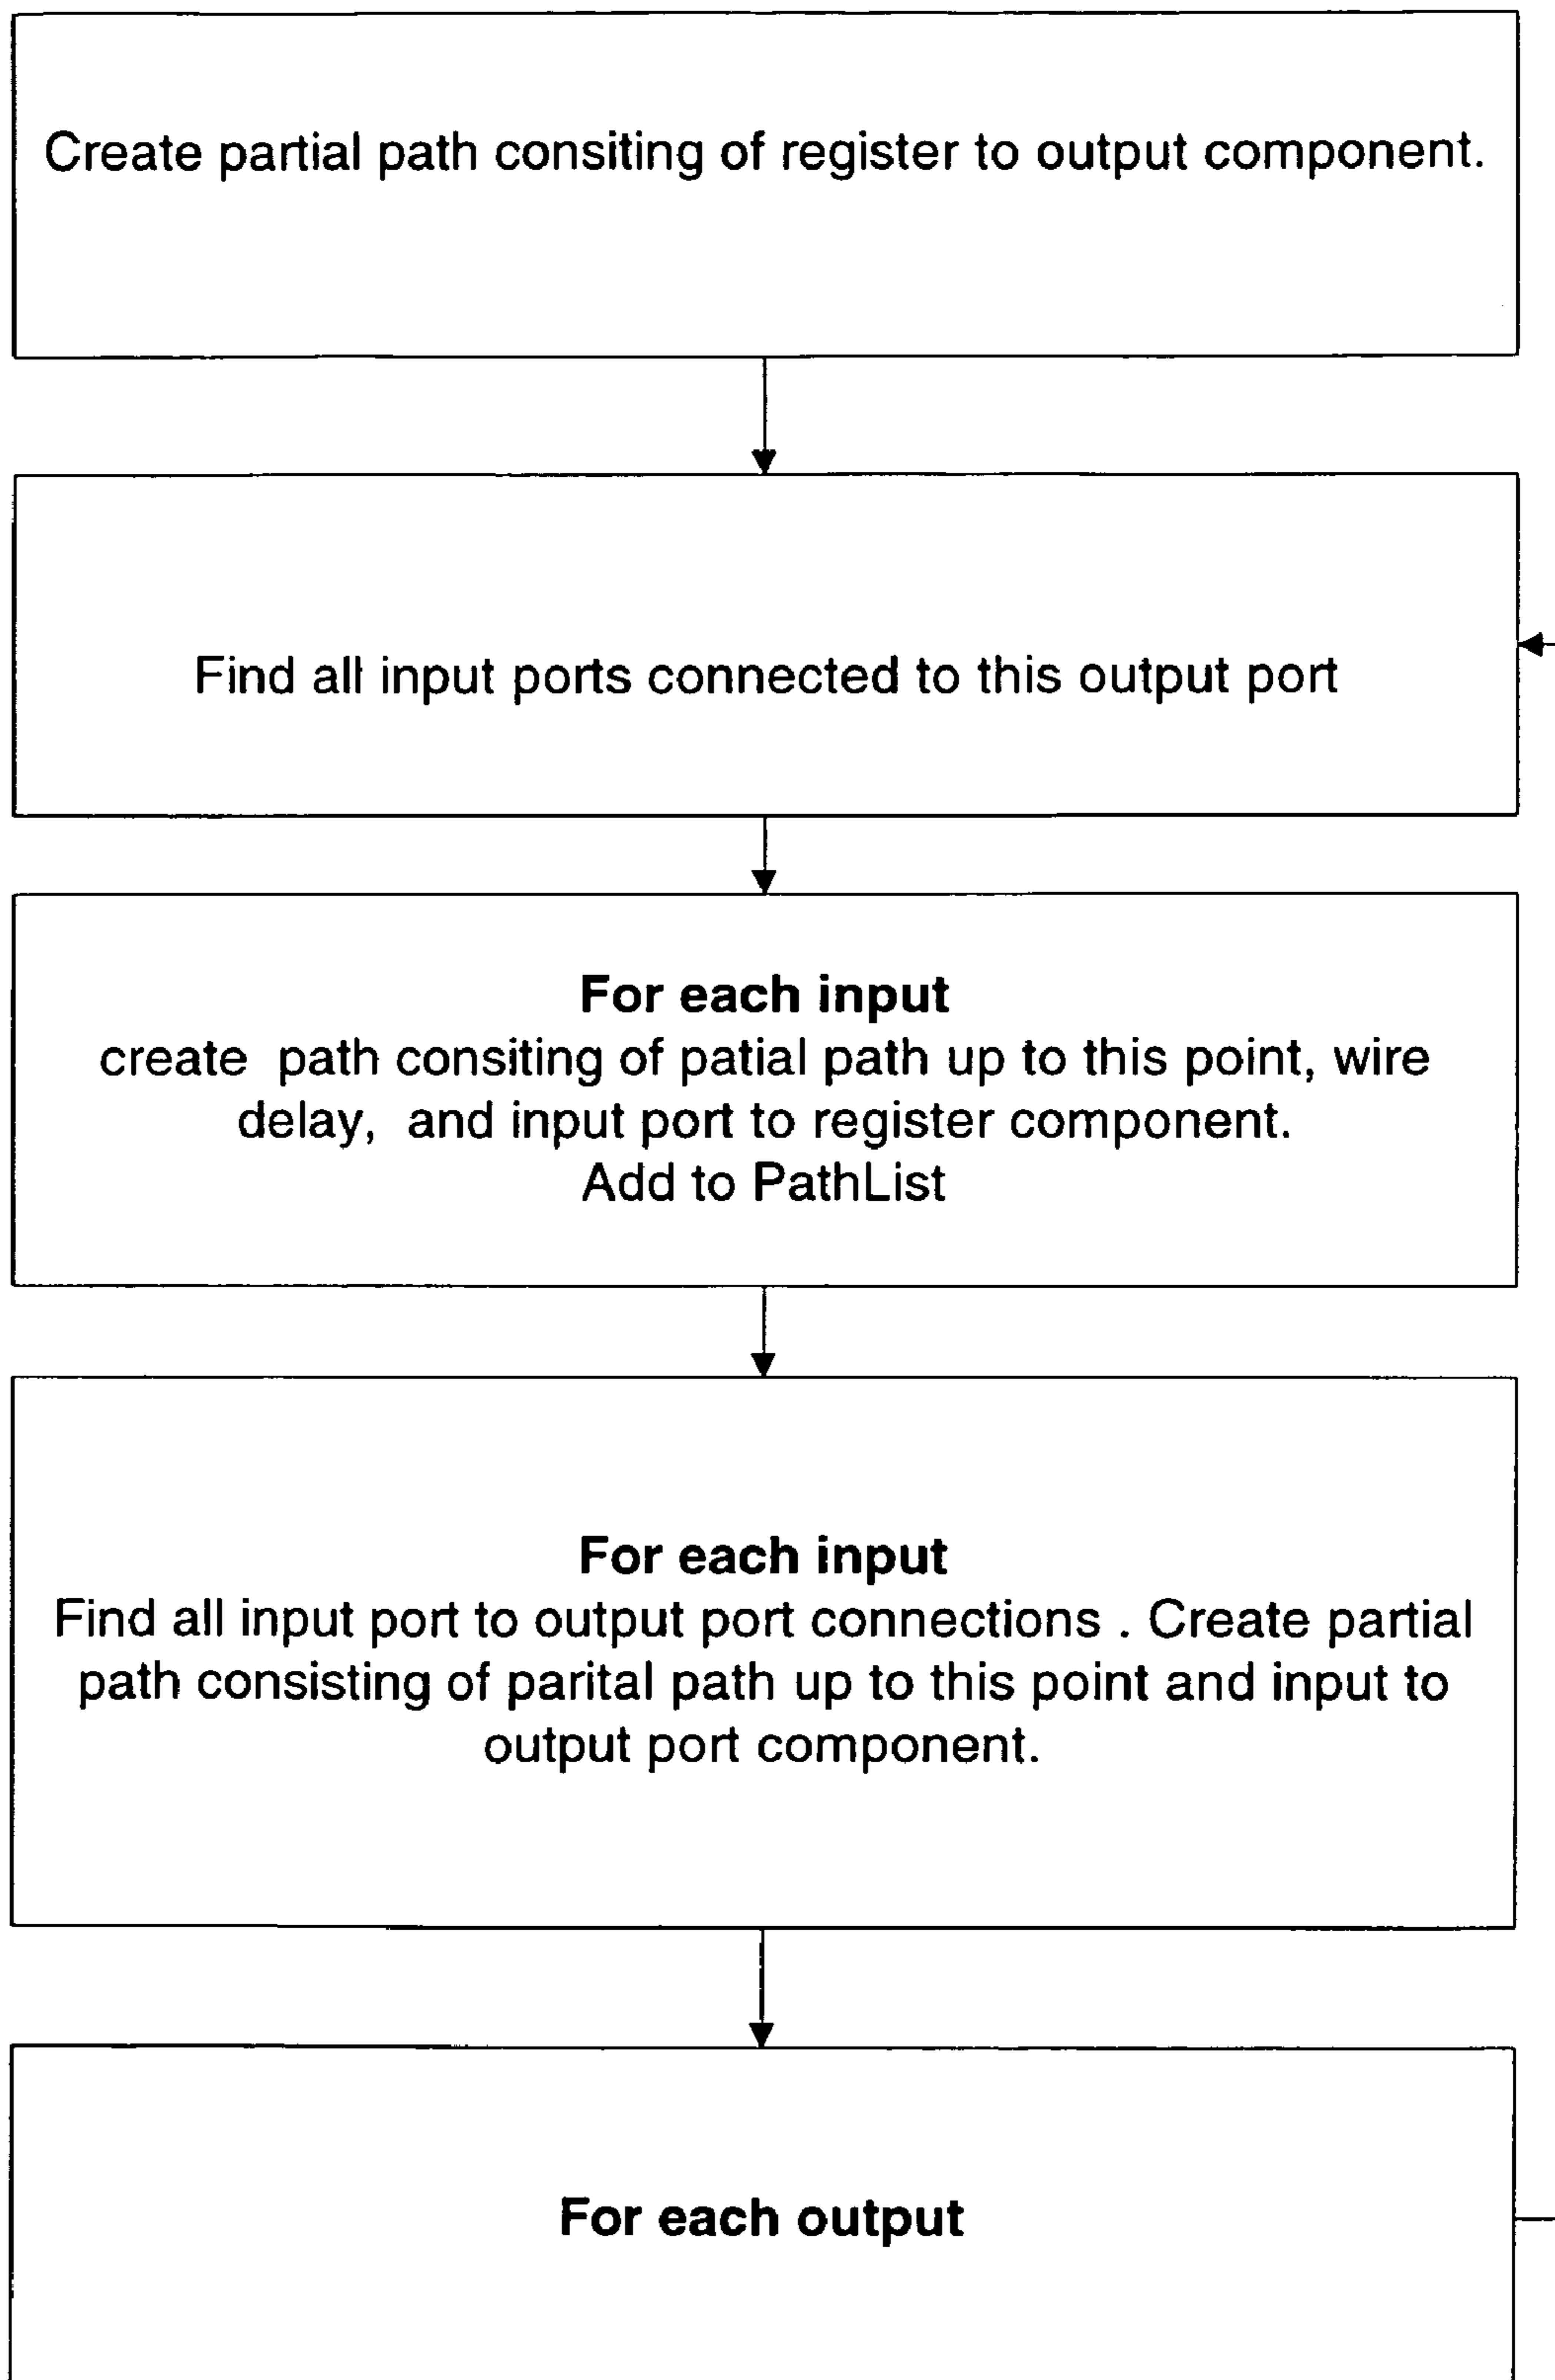 Create partial path consiting of register to output component.
Find all input ports connected to this output port
For each input
create path consiting of patial path up to this point, wire
delay, and input port to register component.
Add to PathList
For each input
Find all input port to output port connections . Create partial
path consisting of parital path up to this point and input to
output port component.
For each output